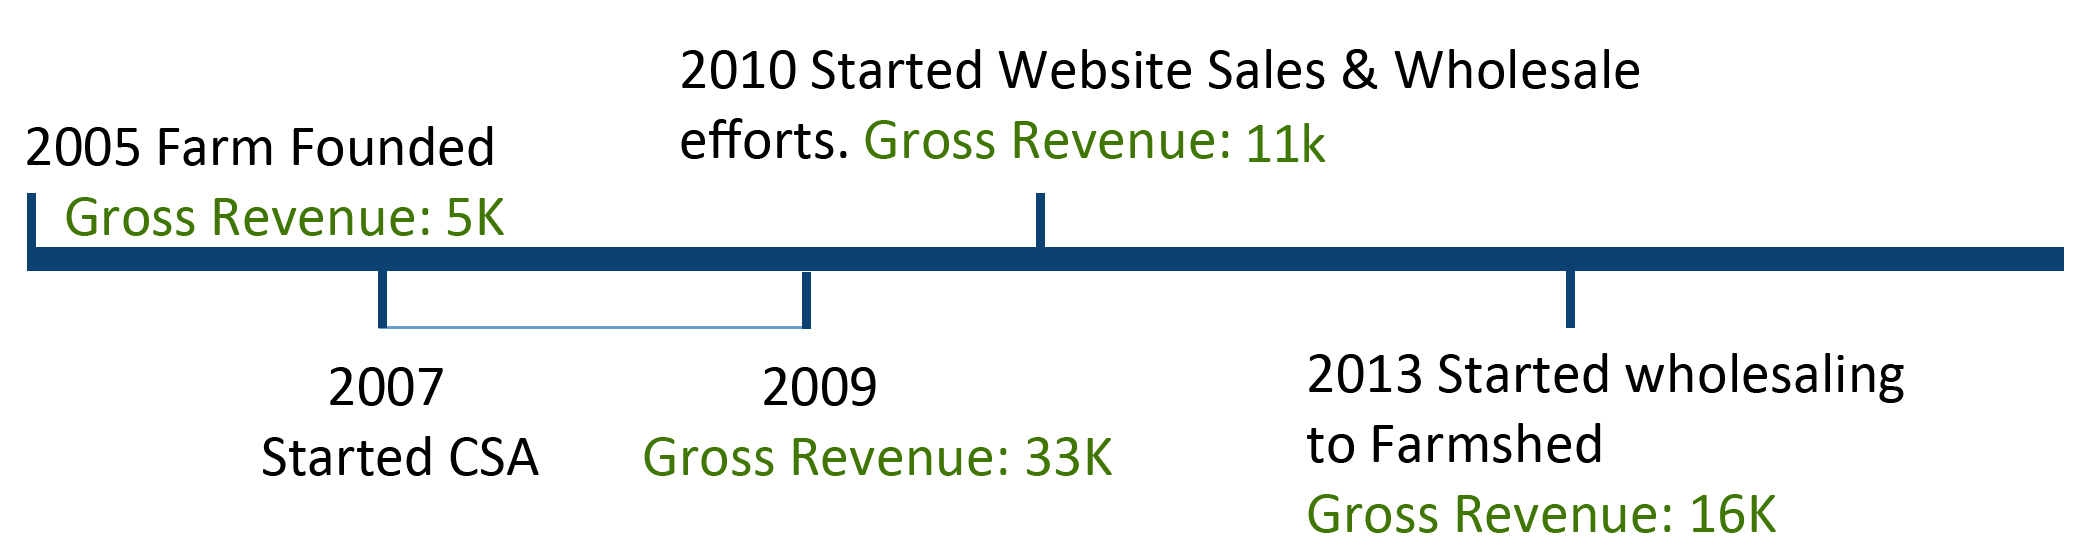 2005 Farm Founded
Gross Revenue: 5K
2010 Started Website Sales & Wholesale
efforts. Gross Revenue: 11k
2007
Started CSA
2009
Gross Revenue: 33K
2013 Started wholesaling
to Farmshed
Gross Revenue: 16K